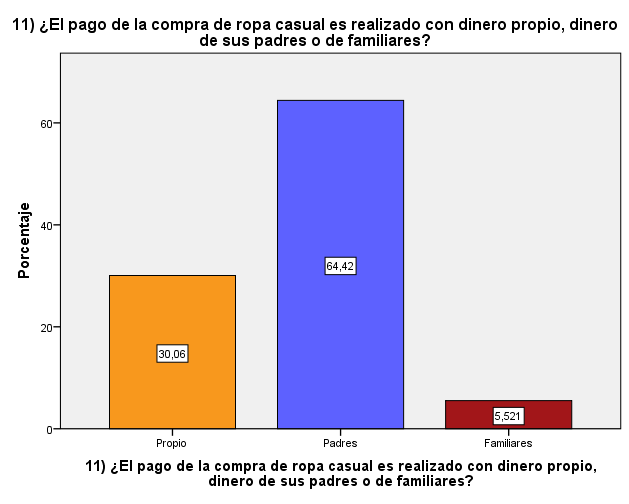 11) ¿El pago de la compra de ropa casual es realizado con dinero propio, dinero
de sus padres o de familiares?
Porcentaje
60
40
20
0
30,06
64,42
5,521
Propio
Padres
Familiares
11) ¿El pago de la compra de ropa casual es realizado con dinero propio,
dinero de sus padres o de familiares?